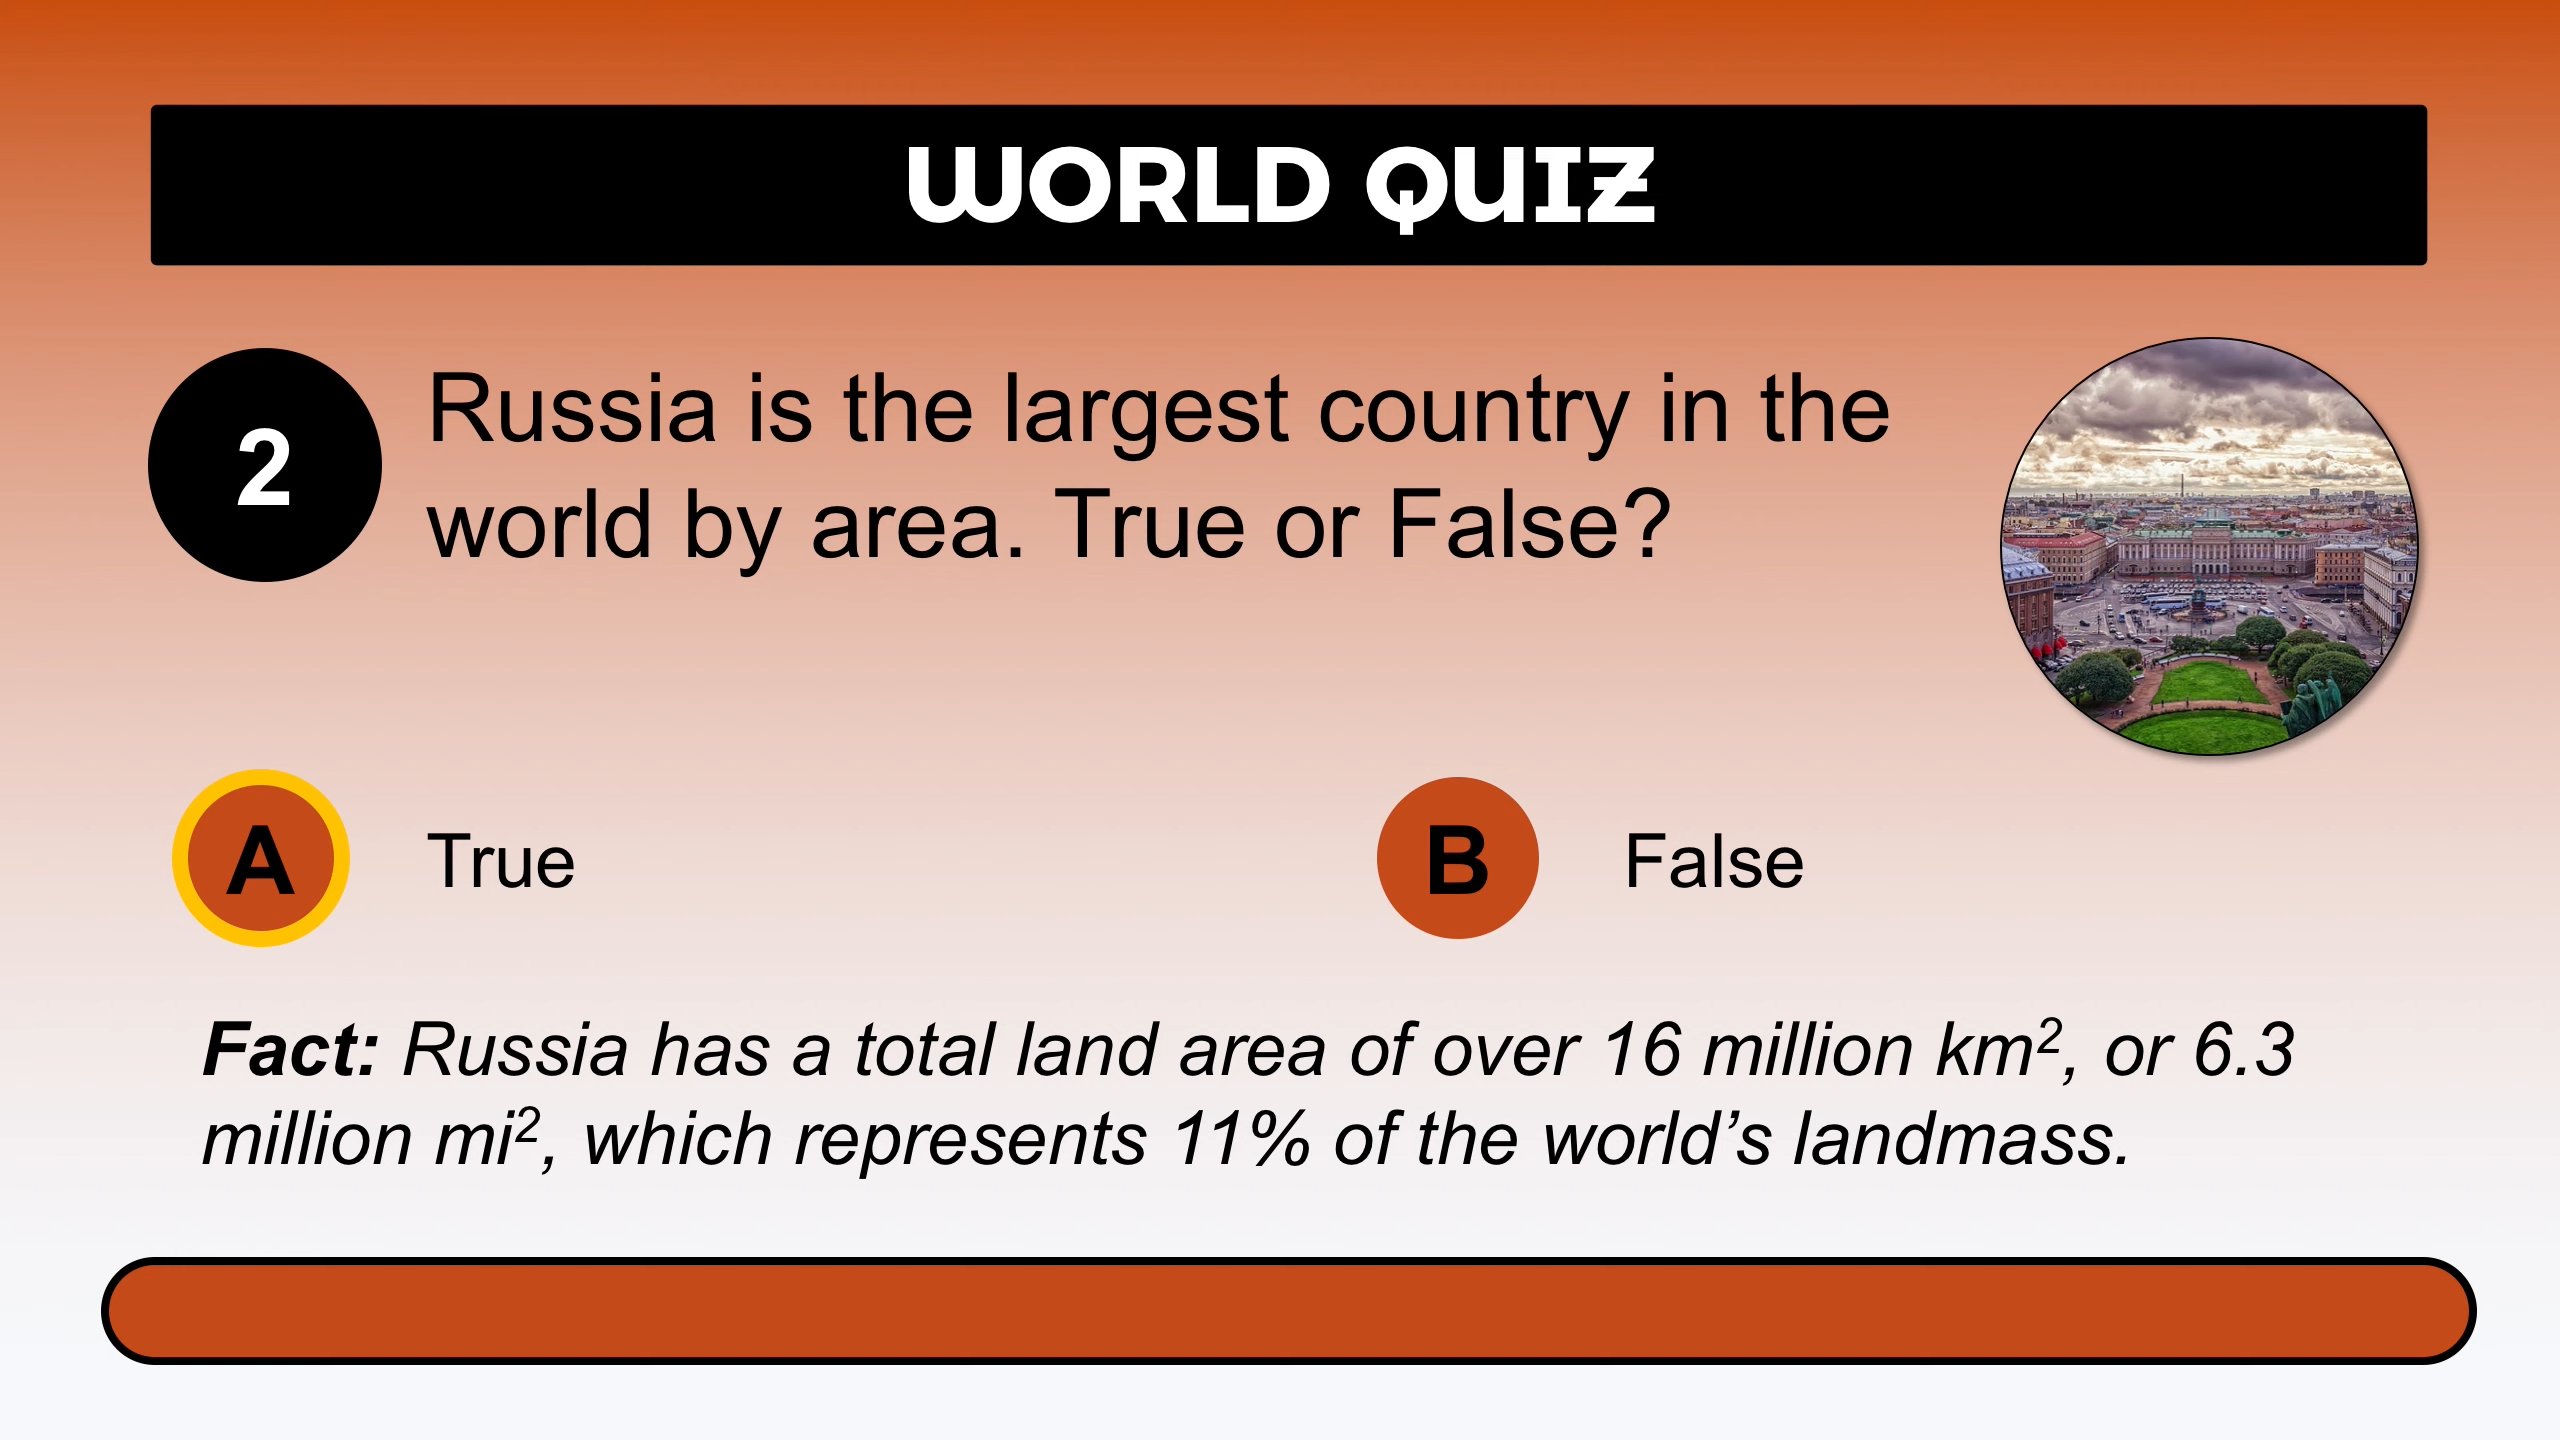 WORLD QUIZ
2
Russia is the largest country in the
world by area. True or False?
A True
B False
Fact: Russia has a total land area of over 16 million km², or 6.3
million mi², which represents 11% of the world’s landmass.